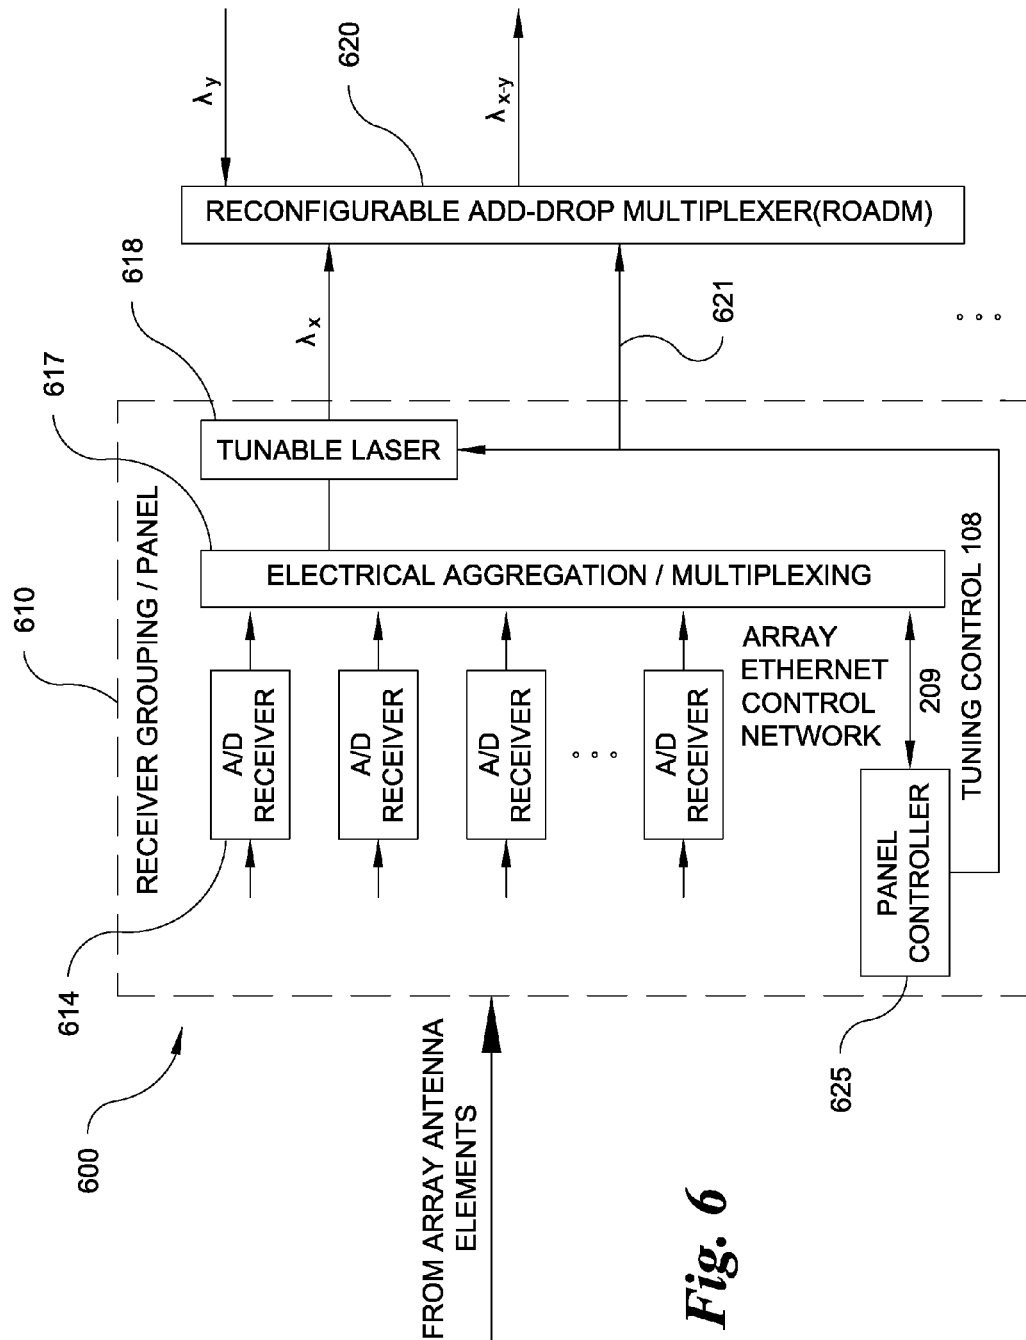 600
FROM ARRAY ANTENNA
ELEMENTS
610
RECEIVER GROUPING / PANEL
614
A/D
RECEIVER
A/D
RECEIVER
A/D
RECEIVER
A/D
RECEIVER
617
ELECTRICAL AGGREGATION / MULTIPLEXING
618
TUNABLE LASER
ARRAY
ETHERNET
CONTROL
NETWORK
209
PANEL
CONTROLLER
625
TUNING CONTROL 108
λx
621
620
RECONFIGURABLE ADD-DROP MULTIPLEXER(ROADM)
λy
λx-y
Fig. 6